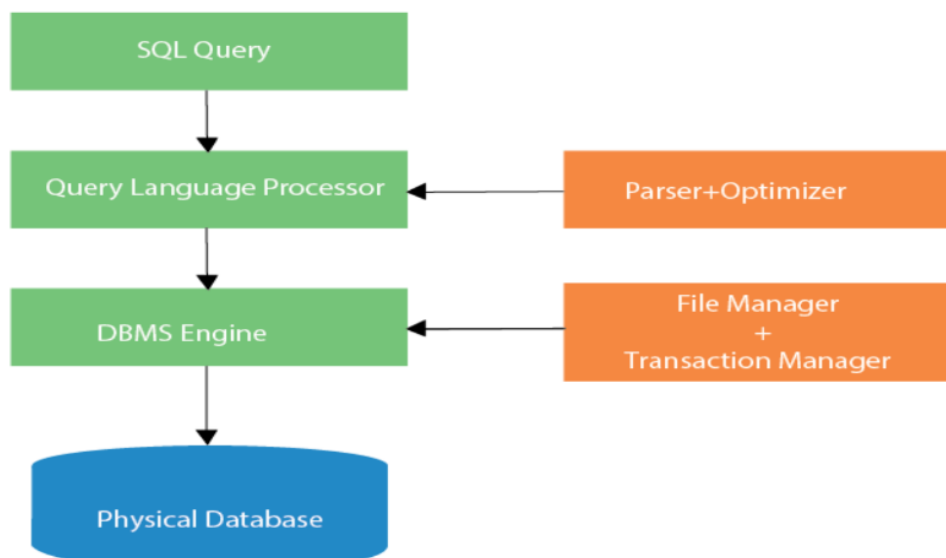 SQL Query
Query Language Processor
Parser+Optimizer
DBMS Engine
File Manager
+
Transaction Manager
Physical Database